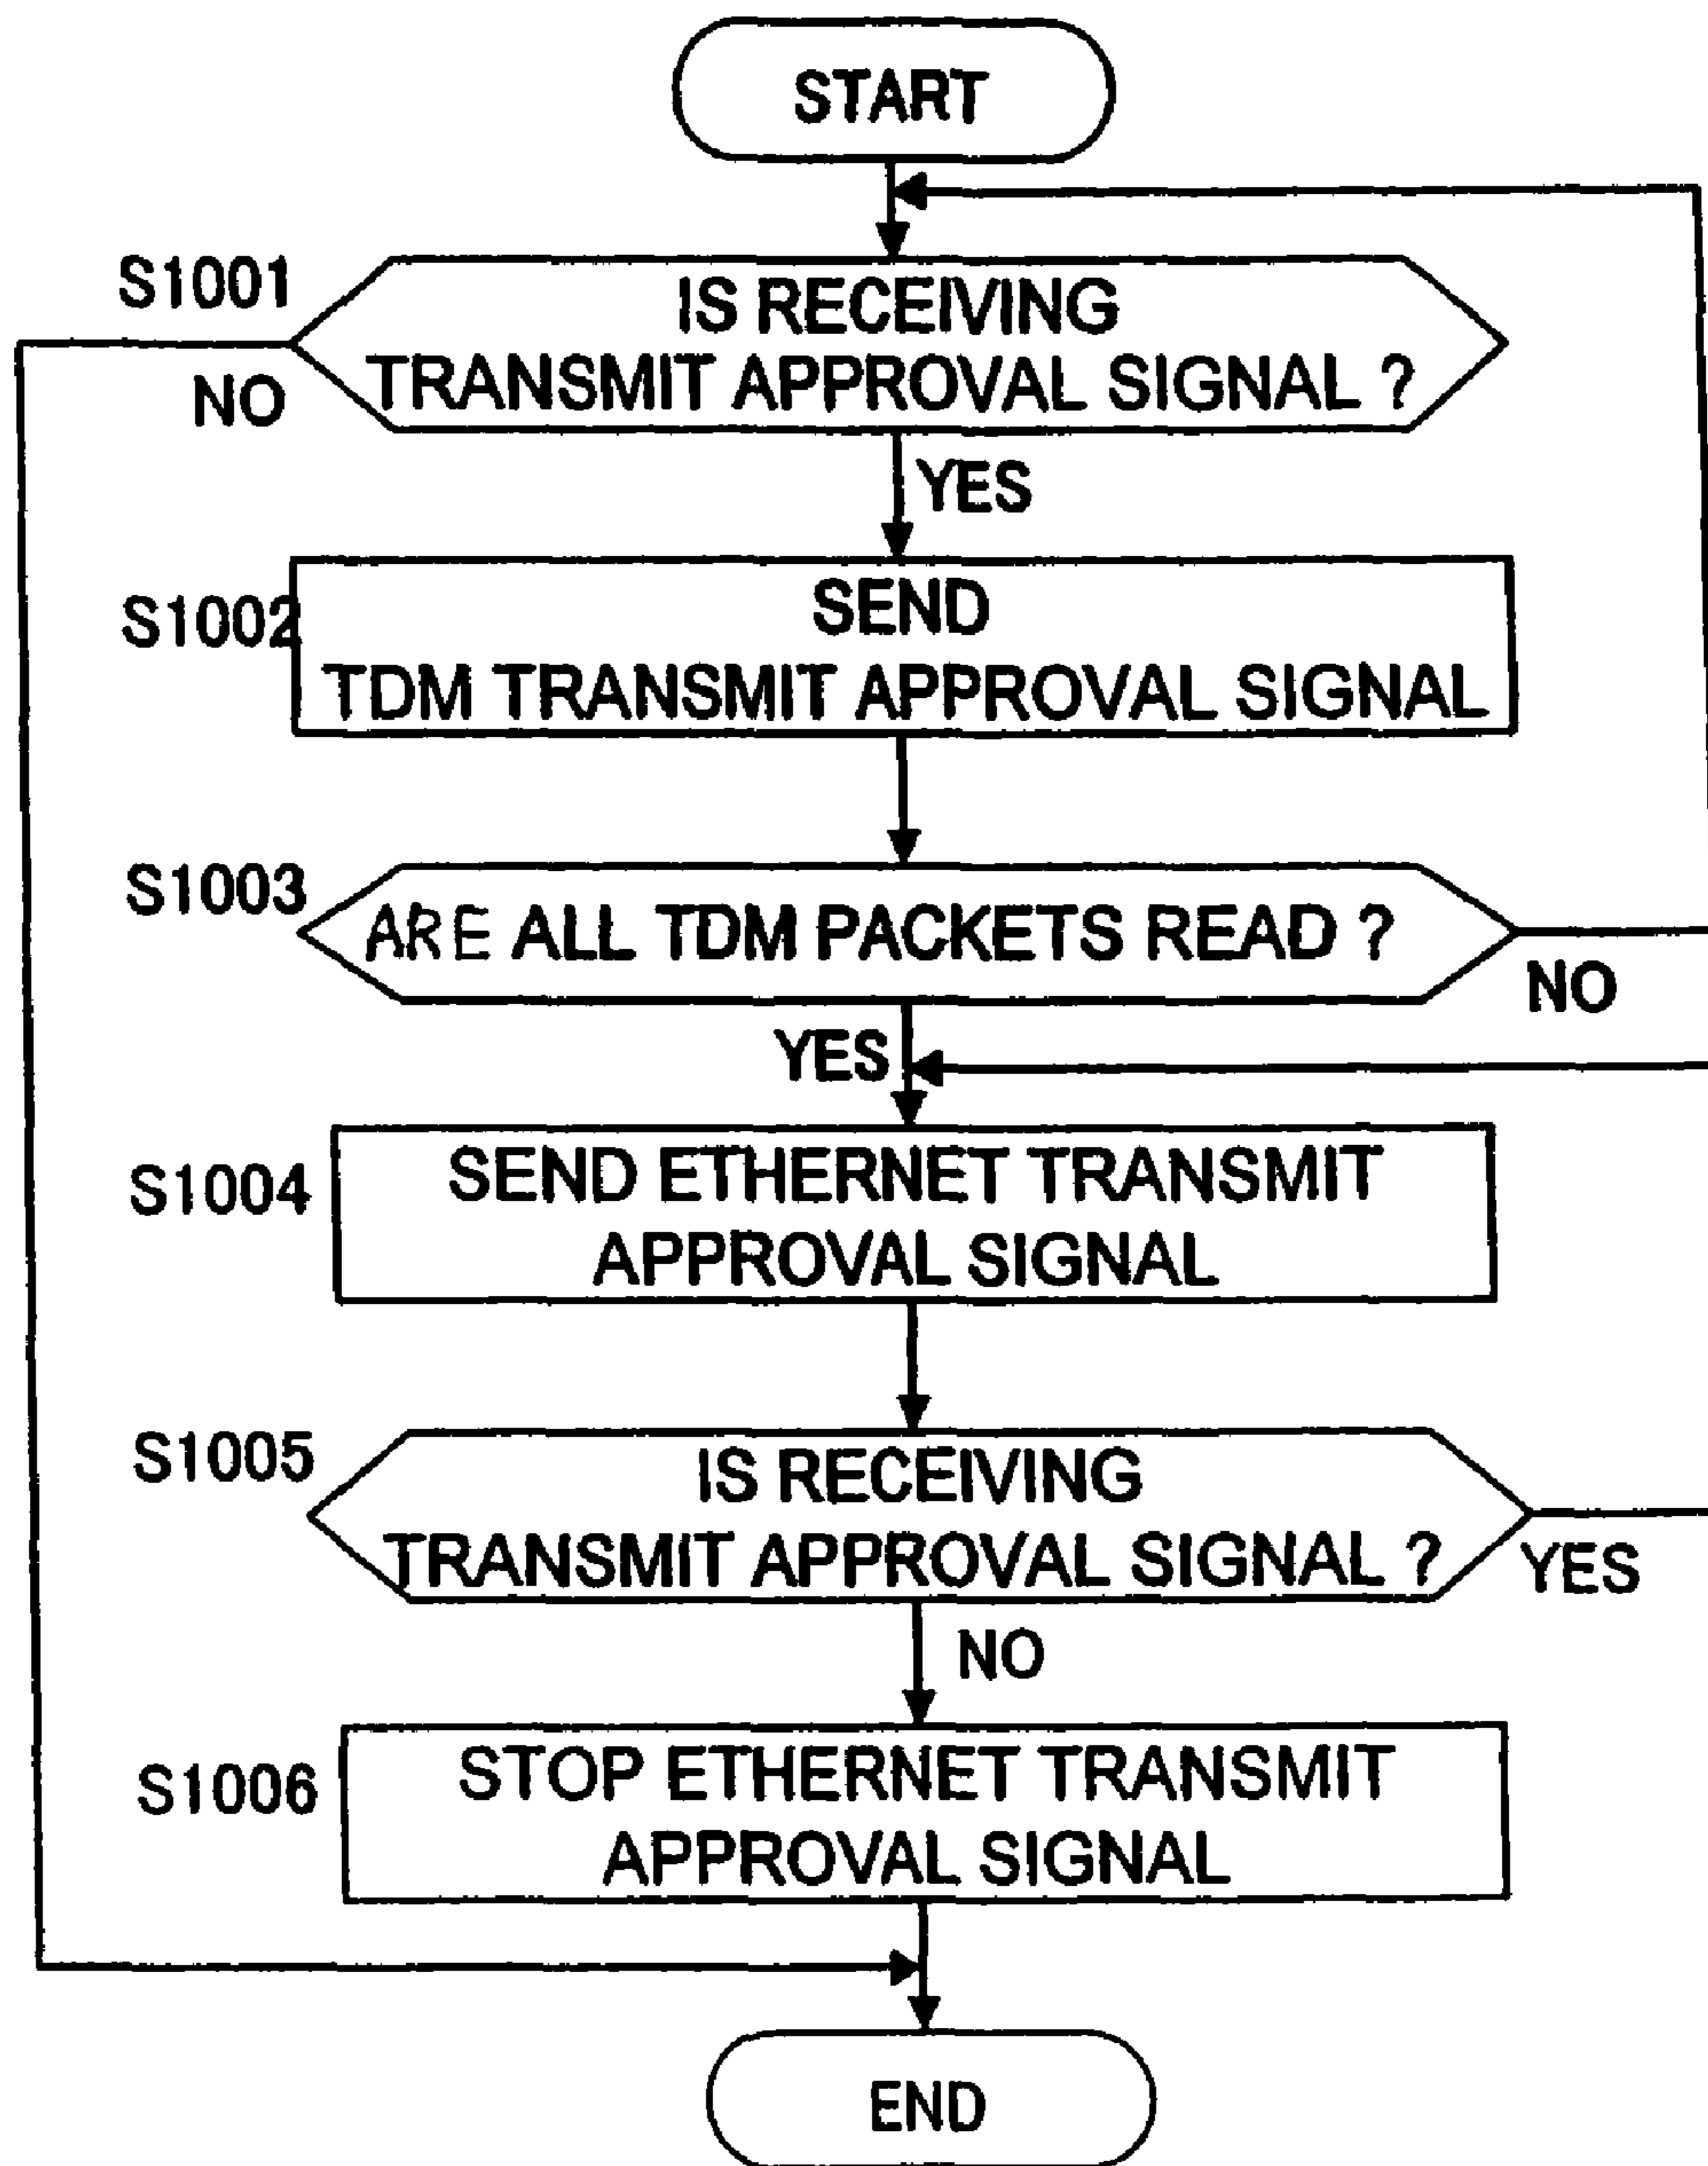 START
S1001
IS RECEIVING
TRANSMIT APPROVAL SIGNAL ?
NO
YES
S1002
SEND
TDM TRANSMIT APPROVAL SIGNAL
S1003
ARE ALL TDM PACKETS READ ?
NO
YES
S1004
SEND ETHERNET TRANSMIT
APPROVAL SIGNAL
S1005
IS RECEIVING
TRANSMIT APPROVAL SIGNAL ?
YES
NO
S1006
STOP ETHERNET TRANSMIT
APPROVAL SIGNAL
END